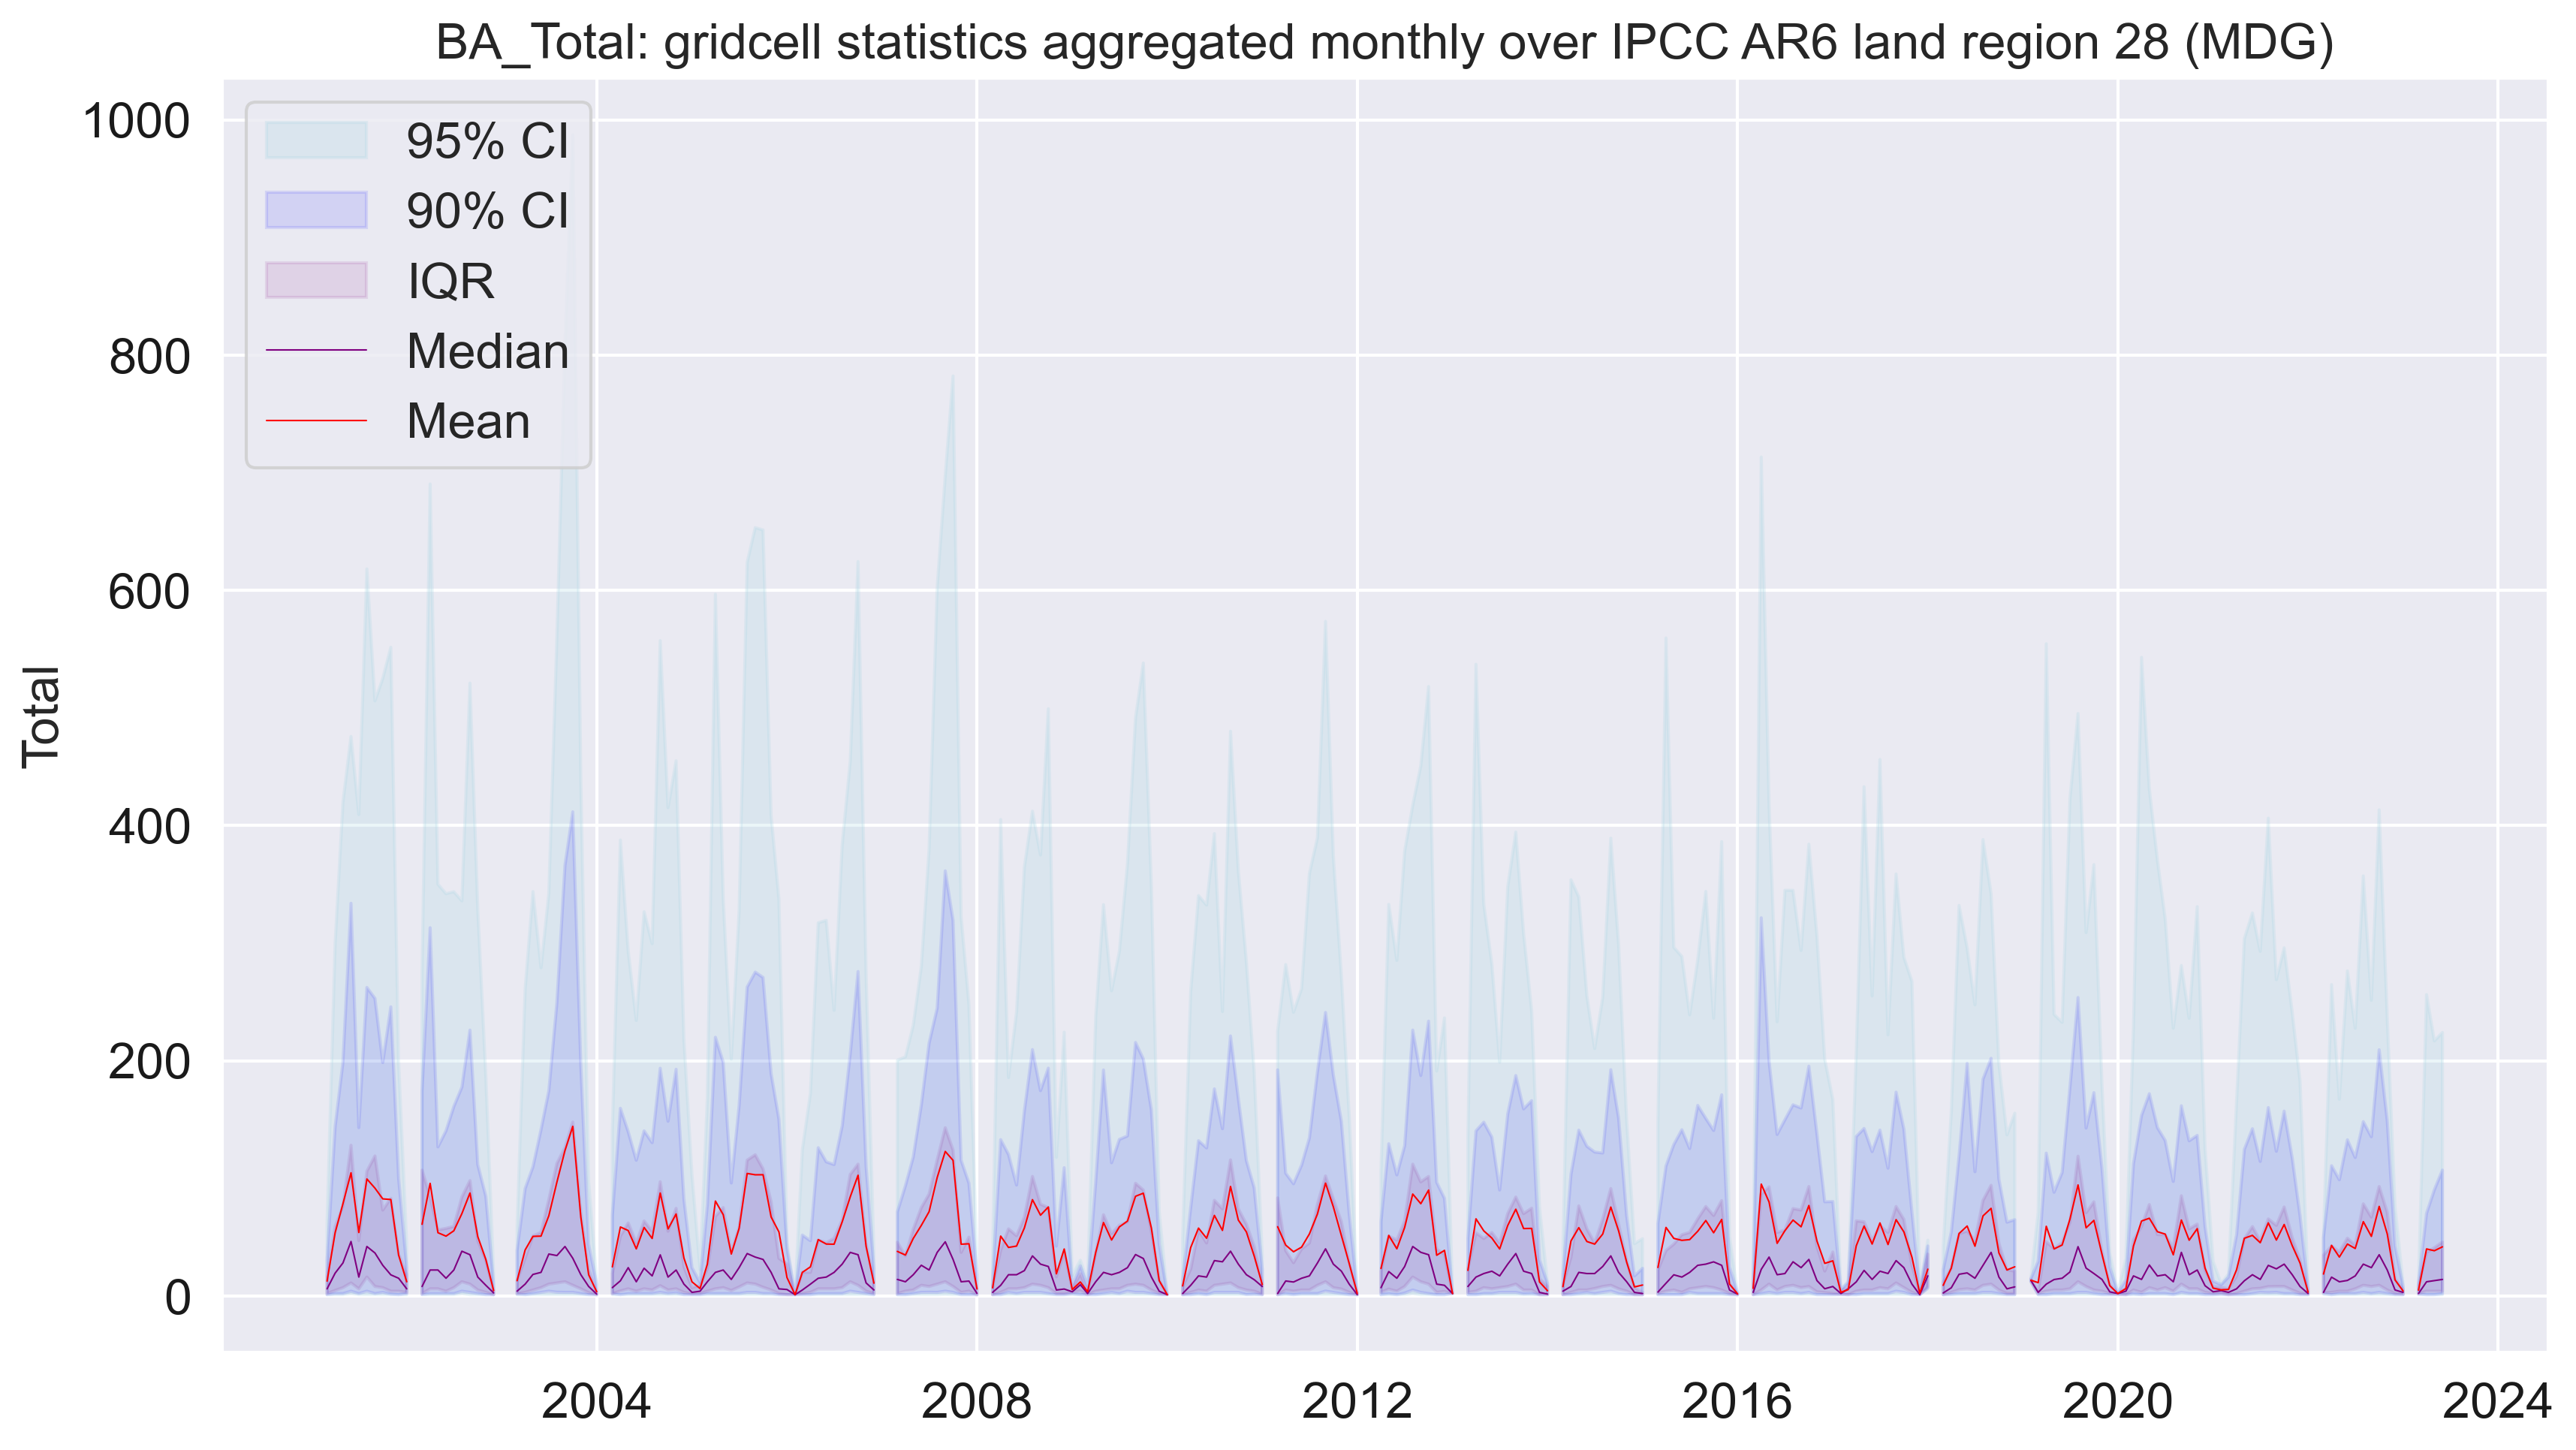 BA_Total: gridcell statistics aggregated monthly over IPCC AR6 land region 28 (MDG)
1000
800
600
400
200
0
Total
95% CI
90% CI
IQR
Median
Mean
2004
2008
2012
2016
2020
2024